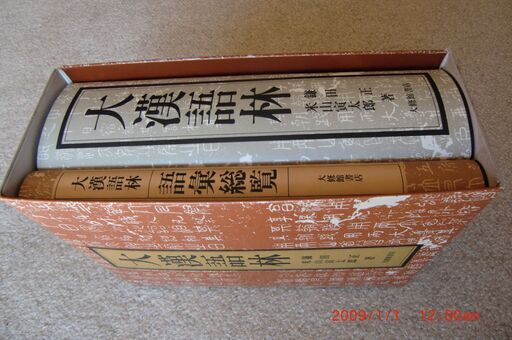 大漢語林
鎌田正
米山寅太郎
著
大修館書店
大漢語林
語彙総覧
大修館書店
大漢語林
2009/1/1 12:00am